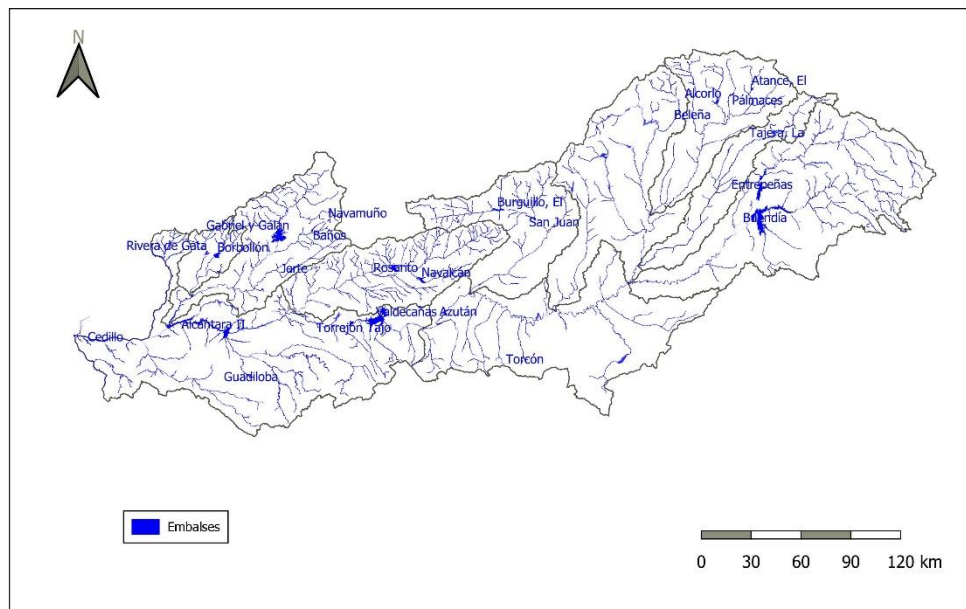 N
Atance, El
Alcorlo
Pálmaces
Beleña
Tajera, La
Entrepeñas
Buendía
Burguillo, El
San Juan
Navamuño
Gabriel y Galán
Baños
Rivera de Gata
Borbollón
Jerte
Rosarito
Navalcán
Valdecañas
Azután
Torrejón Tajo
Alcántara II
Cedillo
Torcón
Guadiloba
Embalses
0 30 60 90 120 km